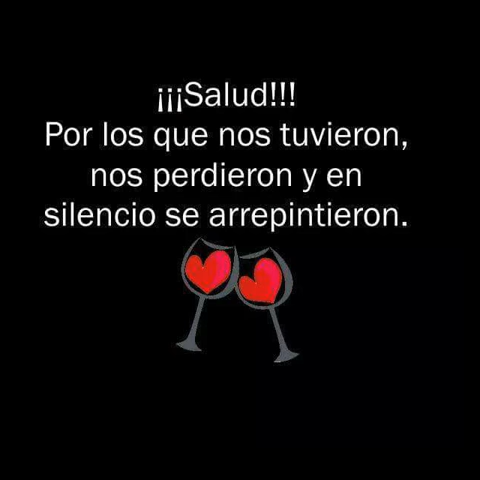 ¡¡¡Salud!!!
Por los que nos tuvieron,
nos perdieron y en
silencio se arrepintieron.